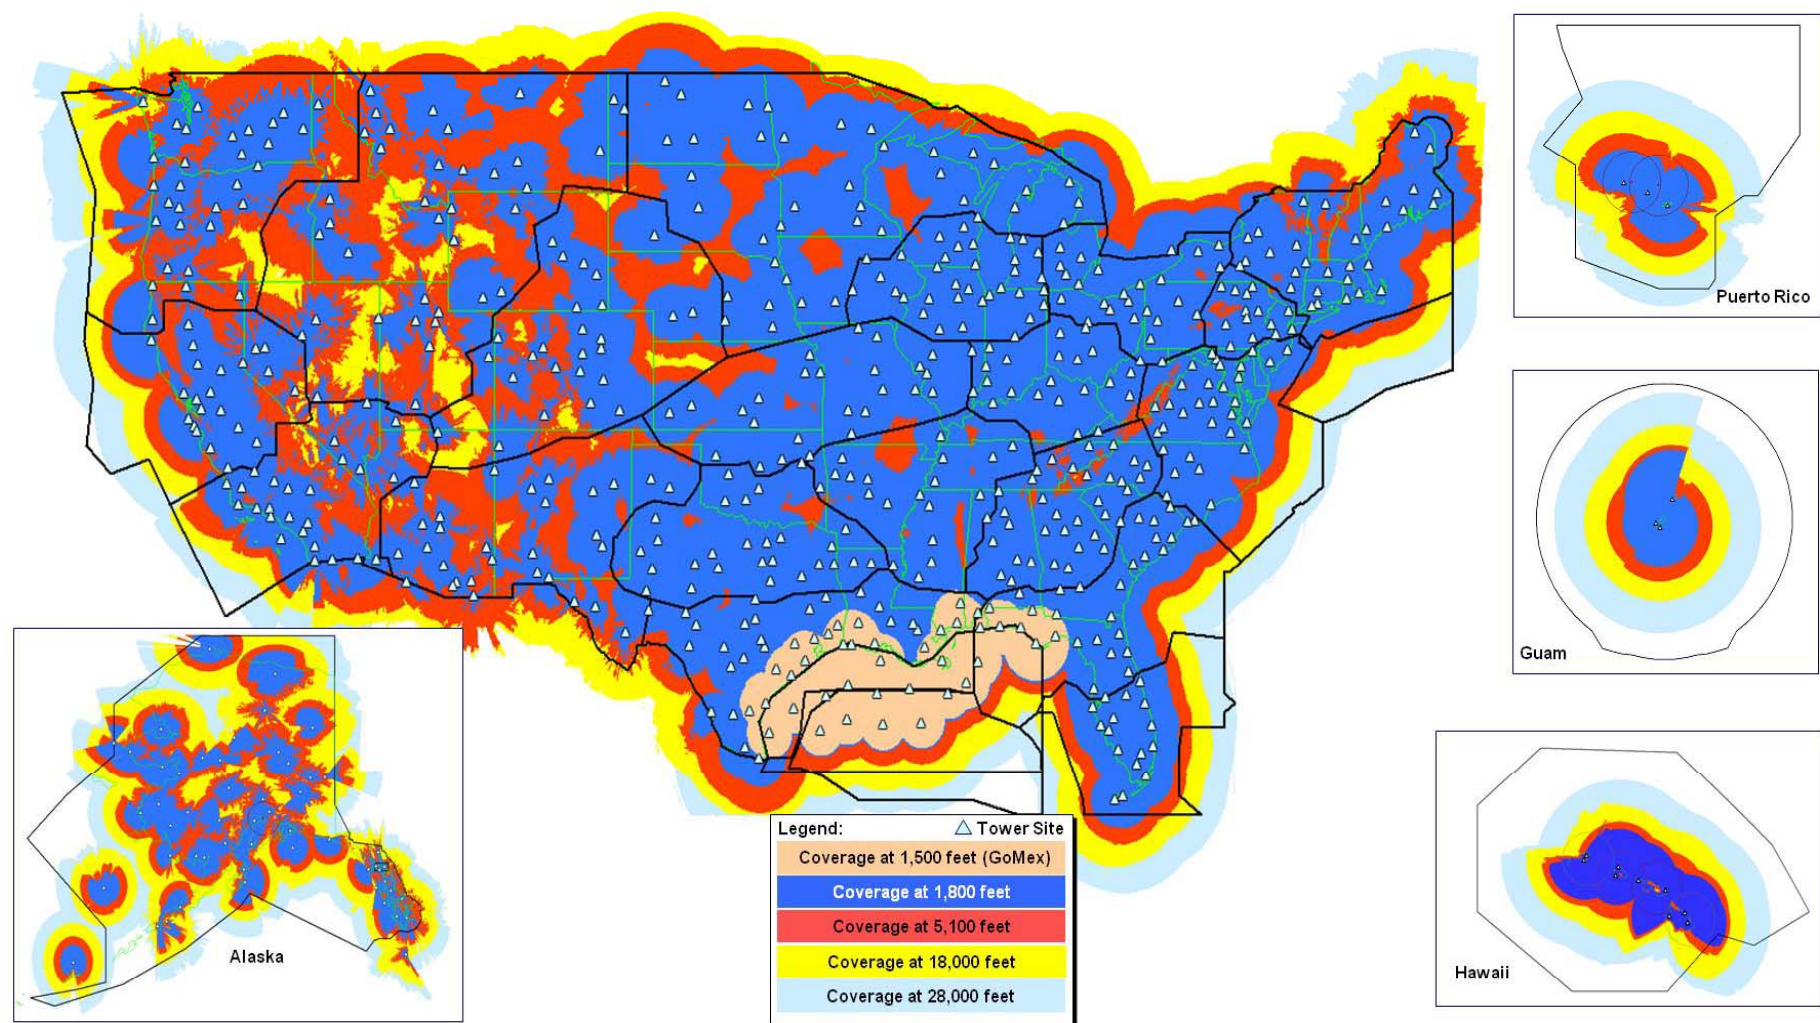 Puerto Rico
Guam
Alaska
Hawaii
Legend: Tower Site
Coverage at 1,500 feet (GoMex)
Coverage at 1,800 feet
Coverage at 5,100 feet
Coverage at 18,000 feet
Coverage at 28,000 feet